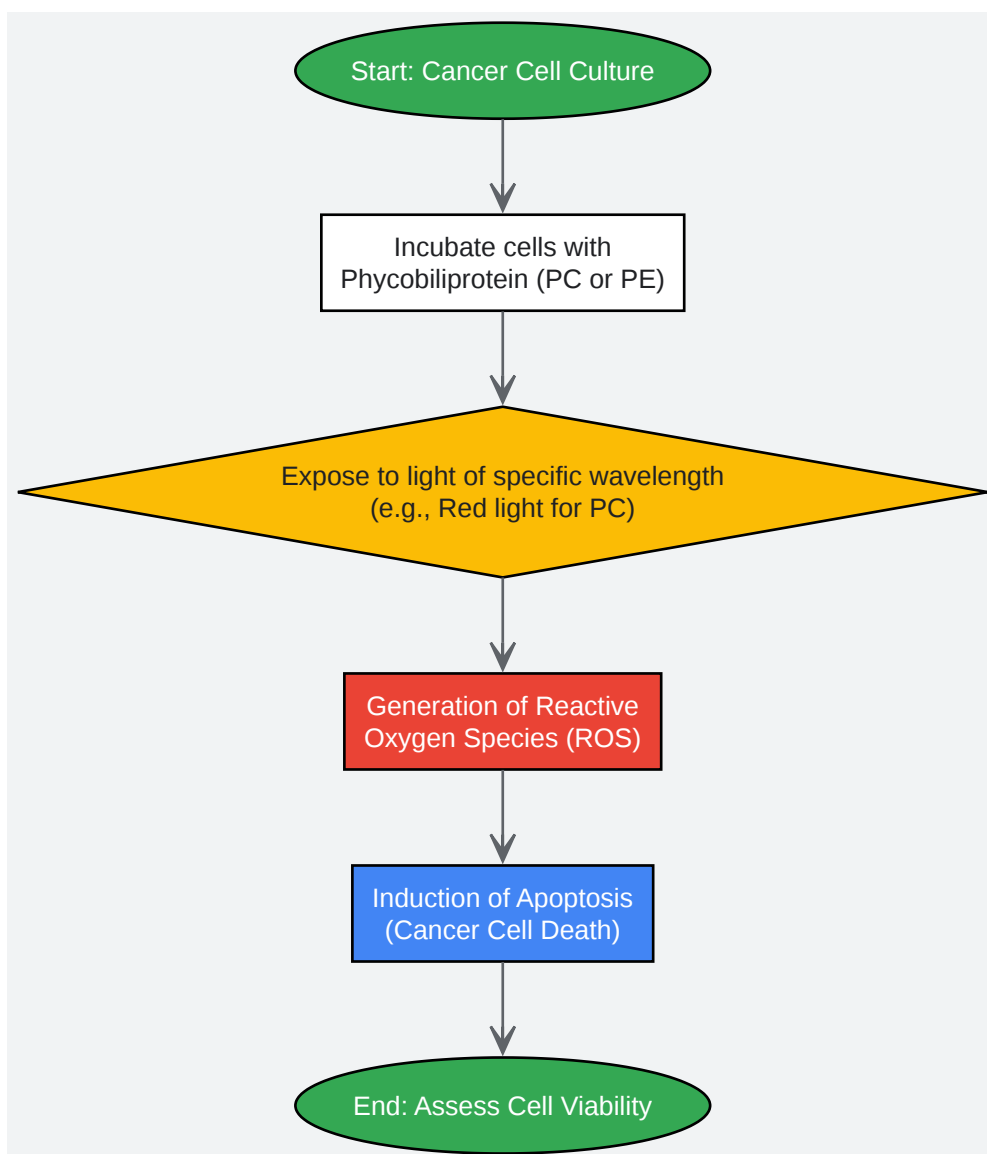 Start: Cancer Cell Culture
Incubate cells with
Phycobiliprotein (PC or PE)
Expose to light of specific wavelength
(e.g., Red light for PC)
Generation of Reactive
Oxygen Species (ROS)
Induction of Apoptosis
(Cancer Cell Death)
End: Assess Cell Viability